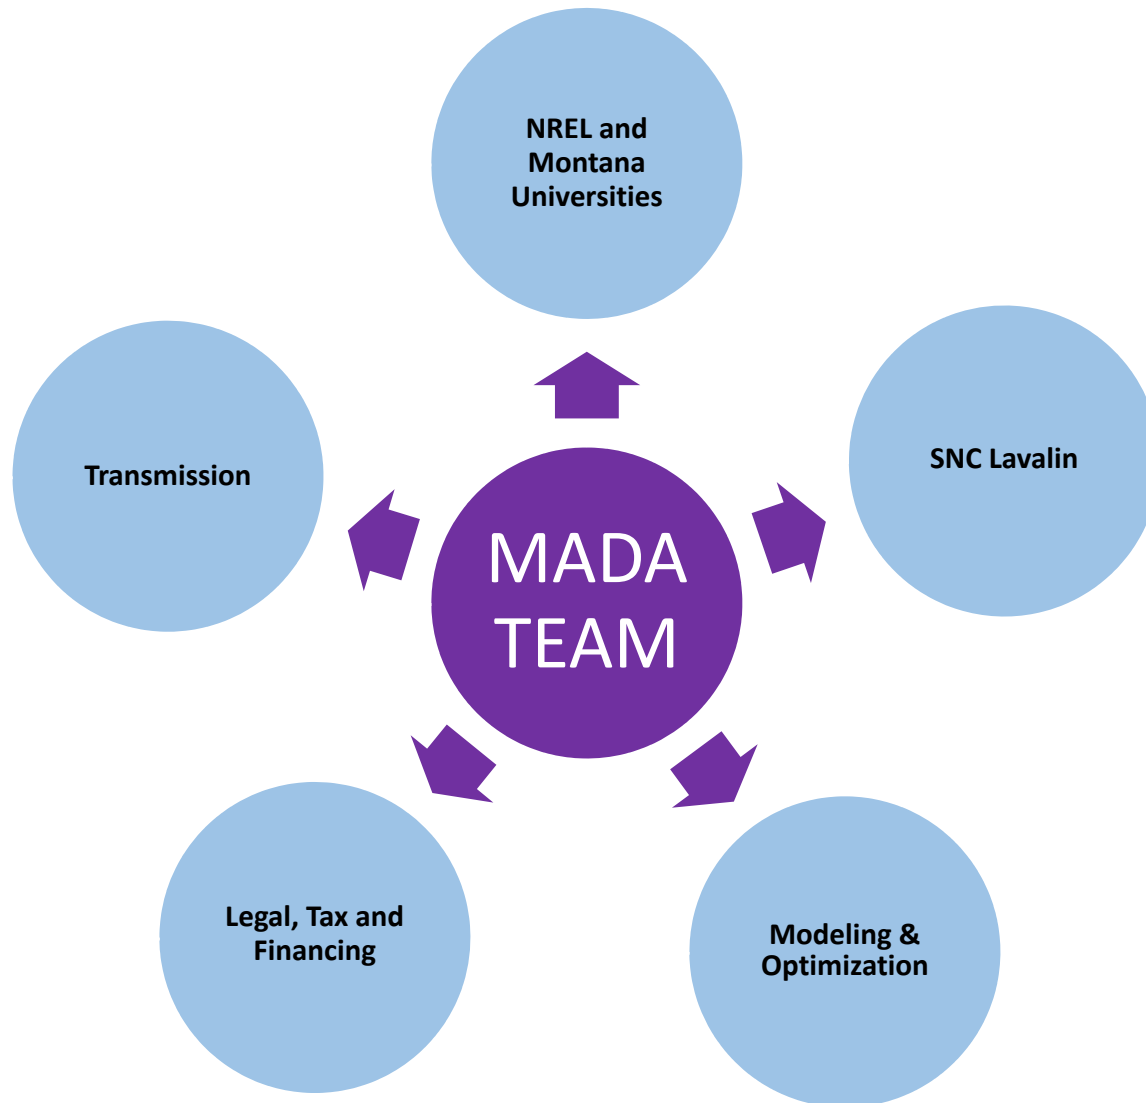 NREL and
Montana
Universities
SNC Lavalin
Transmission
MADA
TEAM
Legal, Tax and
Financing
Modeling &
Optimization